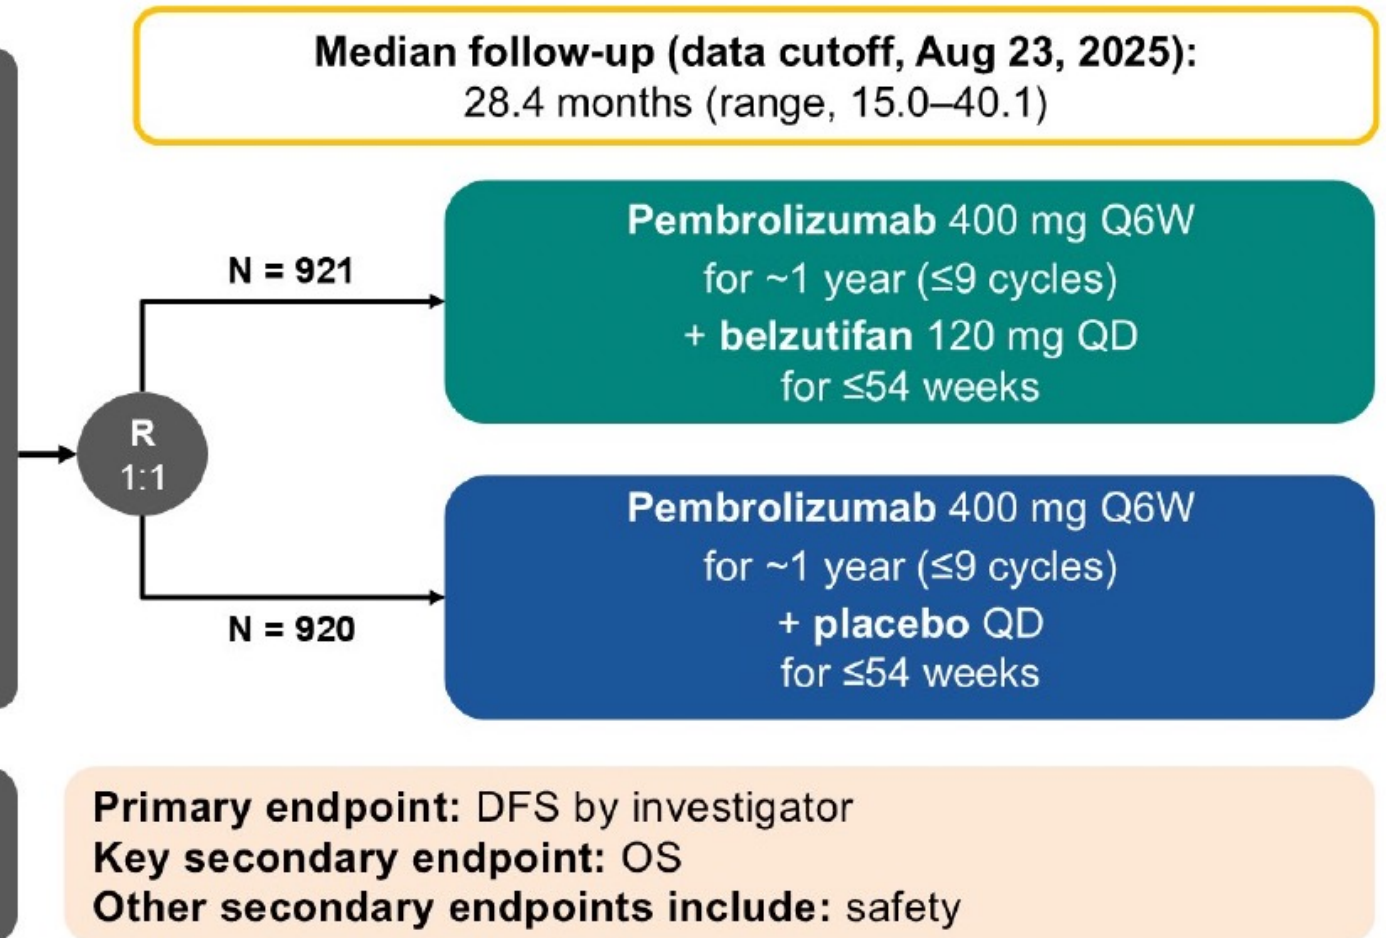 Median follow-up (data cutoff, Aug 23, 2025):
28.4 months (range, 15.0–40.1)
N = 921
Pembrolizumab 400 mg Q6W
for ~1 year (≤9 cycles)
+ belzutifan 120 mg QD
for ≤54 weeks
R
1:1
Pembrolizumab 400 mg Q6W
for ~1 year (≤9 cycles)
+ placebo QD
for ≤54 weeks
N = 920
Primary endpoint: DFS by investigator
Key secondary endpoint: OS
Other secondary endpoints include: safety